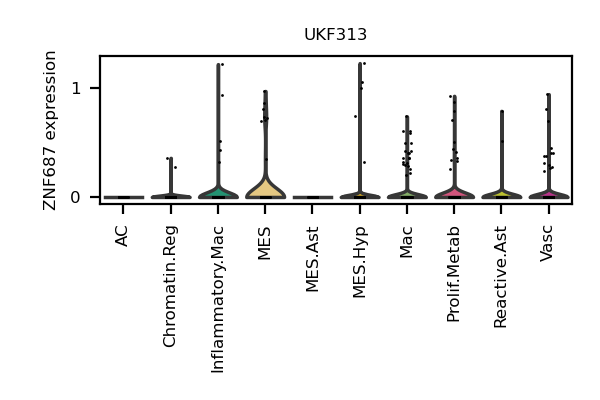 UKF313
ZNF687 expression
1
0
AC
Chromatin.Reg
Inflammatory.Mac
MES
MES.Ast
MES.Hyp
Mac
Prolif.Metab
Reactive.Ast
Vasc